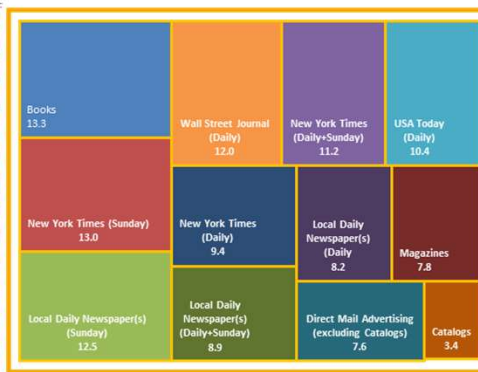 Books
13.3
Wall Street Journal
(Daily)
12.0
New York Times
(Daily+Sunday)
11.2
USA Today
(Daily)
10.4
New York Times (Sunday)
13.0
New York Times
(Daily)
9.4
Local Daily
Newspaper(s)
(Daily
8.2
Magazines
7.8
Local Daily Newspaper(s)
(Sunday)
12.5
Local Daily
Newspaper(s)
(Daily+Sunday)
8.9
Direct Mail Advertising
(excluding Catalogs)
7.6
Catalogs
3.4